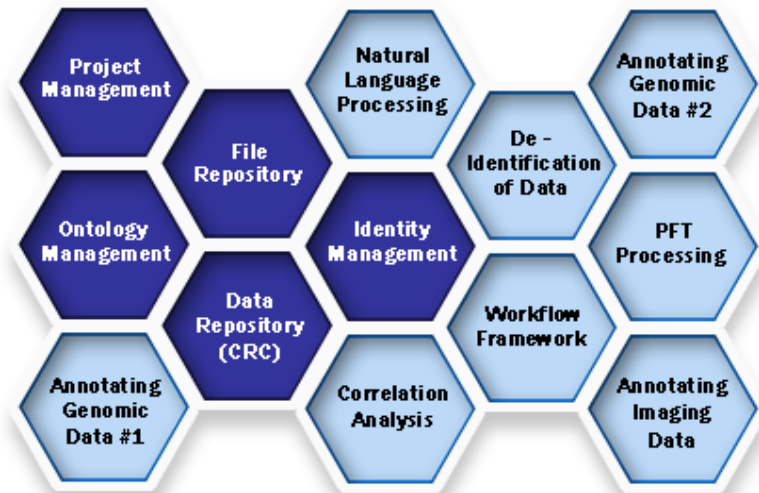 Project
Management
Natural
Language
Processing
Annotating
Genomic
Data #2
File
Repository
De -
Identification
of Data
Ontology
Management
Identity
Management
PFT
Processing
Data
Repository
(CRC)
Workflow
Framework
Annotating
Genomic
Data #1
Correlation
Analysis
Annotating
Imaging
Data